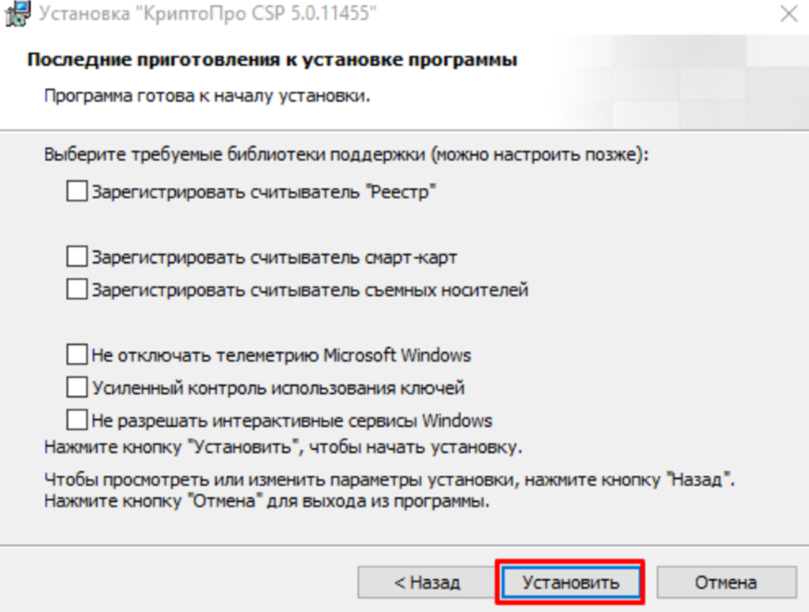 Установка "КриптоПро CSP 5.0.11455"
Последние приготовления к установке программы
Программа готова к началу установки.
Выберите требуемые библиотеки поддержки (можно настроить позже):
Зарегистрировать считыватель "Реестр"
Зарегистрировать считыватель смарт-карт
Зарегистрировать считыватель съемных носителей
Не отключать телеметрию Microsoft Windows
Усиленный контроль использования ключей
Не разрешать интерактивные сервисы Windows
Нажмите кнопку "Установить", чтобы начать установку.
Чтобы просмотреть или изменить параметры установки, нажмите кнопку "Назад".
Нажмите кнопку "Отмена" для выхода из программы.
< Назад Установить Отмена